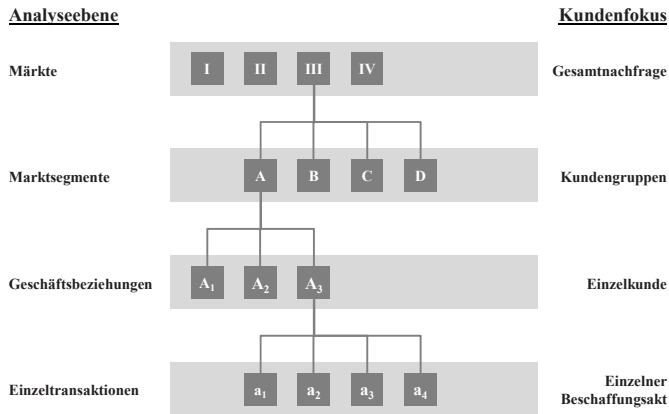 Analyseebene Kundenfokus
Märkte I II III IV Gesamtnachfrage
Marktsegmente A B C D Kundengruppen
Geschäftsbeziehungen A₁ A₂ A₃ Einzelkunde
Einzeltransaktionen a₁ a₂ a₃ a₄ Einzelner
Beschaffungsakt